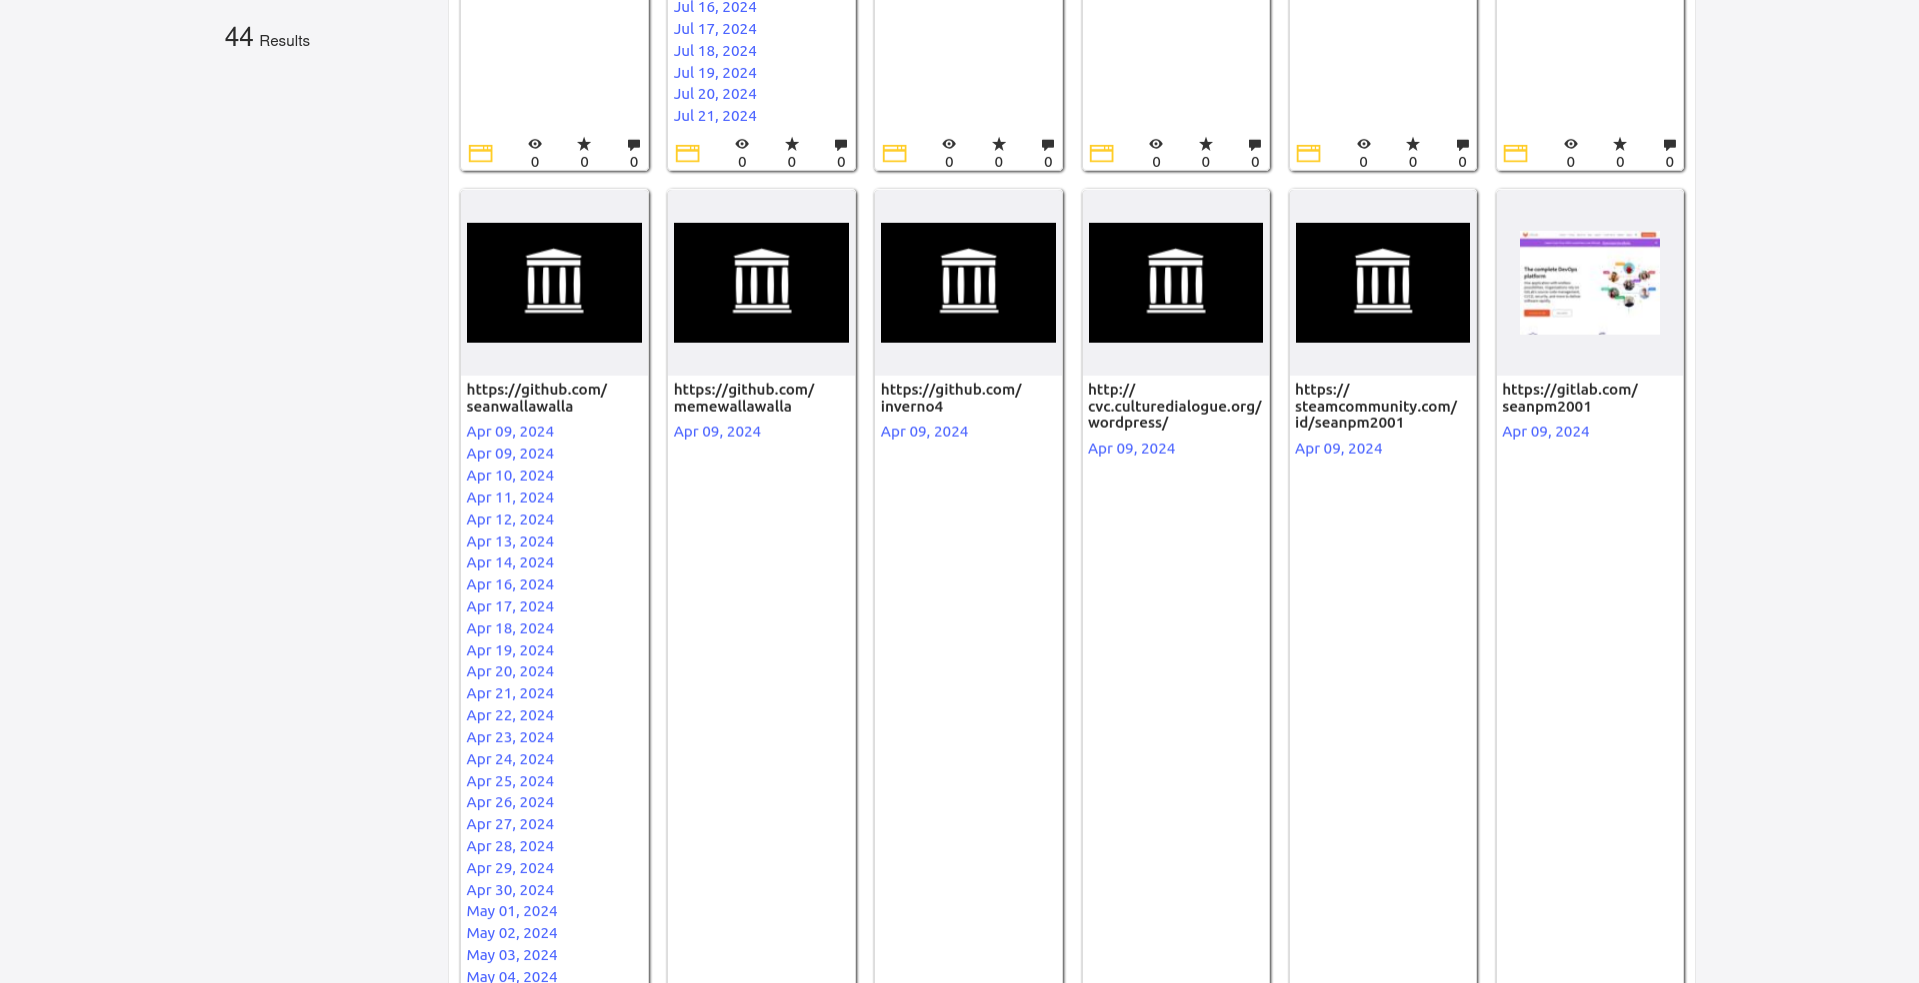 44 Results
Jul 16, 2024
Jul 17, 2024
Jul 18, 2024
Jul 19, 2024
Jul 20, 2024
Jul 21, 2024
0 0 0
0 0 0
0 0 0
0 0 0
0 0 0
0 0 0
https://github.com/
seanwallawalla
Apr 09, 2024
Apr 09, 2024
Apr 10, 2024
Apr 11, 2024
Apr 12, 2024
Apr 13, 2024
Apr 14, 2024
Apr 16, 2024
Apr 17, 2024
Apr 18, 2024
Apr 19, 2024
Apr 20, 2024
Apr 21, 2024
Apr 22, 2024
Apr 23, 2024
Apr 24, 2024
Apr 25, 2024
Apr 26, 2024
Apr 27, 2024
Apr 28, 2024
Apr 29, 2024
Apr 30, 2024
May 01, 2024
May 02, 2024
May 03, 2024
May 04, 2024
https://github.com/
memewallawalla
Apr 09, 2024
https://github.com/
inverno4
Apr 09, 2024
http://
cvc.culturedialogue.org/
wordpress/
Apr 09, 2024
https://
steamcommunity.com/
id/seanpm2001
Apr 09, 2024
The complete DevOps
platform
https://gitlab.com/
seanpm2001
Apr 09, 2024